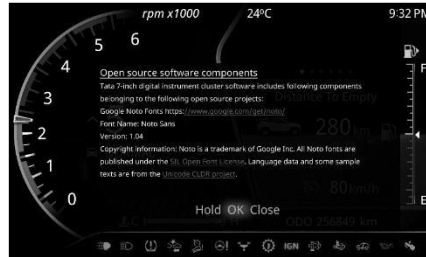 rpm x1000 24ºC 9:32 PM
5 6
4
3
2
1
0
F
E
Open source software components
Tata 7-inch digital instrument cluster software includes following components
belonging to the following open source projects:
Google Noto Fonts https://www.google.com/get/noto/
Font Name: Noto Sans
Version: 1.04
Copyright information: Noto is a trademark of Google Inc. All Noto fonts are
published under the SIL Open Font License. Language data and some sample
texts are from the Unicode CLDR project.
Distance To Empty
280 km
80 km/h
Hold OK Close
ODO 256849 km
IGN